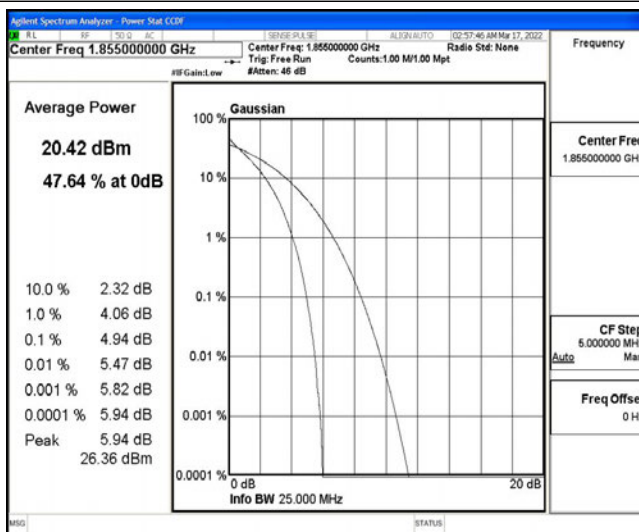 Agilent Spectrum Analyzer - Power Stat CCDF
RL RF 50 Ω AC SENSE:PULSE ALIGN AUTO 02:57:46 AM Mar 17, 2022
Center Freq 1.855000000 GHz
Center Freq: 1.855000000 GHz Radio Std: None
Trig: Free Run Counts:1.00 M/1.00 Mpt
#IFGain:Low #Atten: 46 dB
Frequency
Average Power
20.42 dBm
47.64 % at 0dB
10.0 % 2.32 dB
1.0 % 4.06 dB
0.1 % 4.94 dB
0.01 % 5.47 dB
0.001 % 5.82 dB
0.0001 % 5.94 dB
Peak 5.94 dB
26.36 dBm
Gaussian
100 %
10 %
1 %
0.1 %
0.01 %
0.001 %
0.0001 %
0 dB 20 dB
Info BW 25.000 MHz
Center Freq
1.855000000 GH
CF Step
5.000000 MH
Auto Ma
Freq Offse
0 H
MSG STATUS